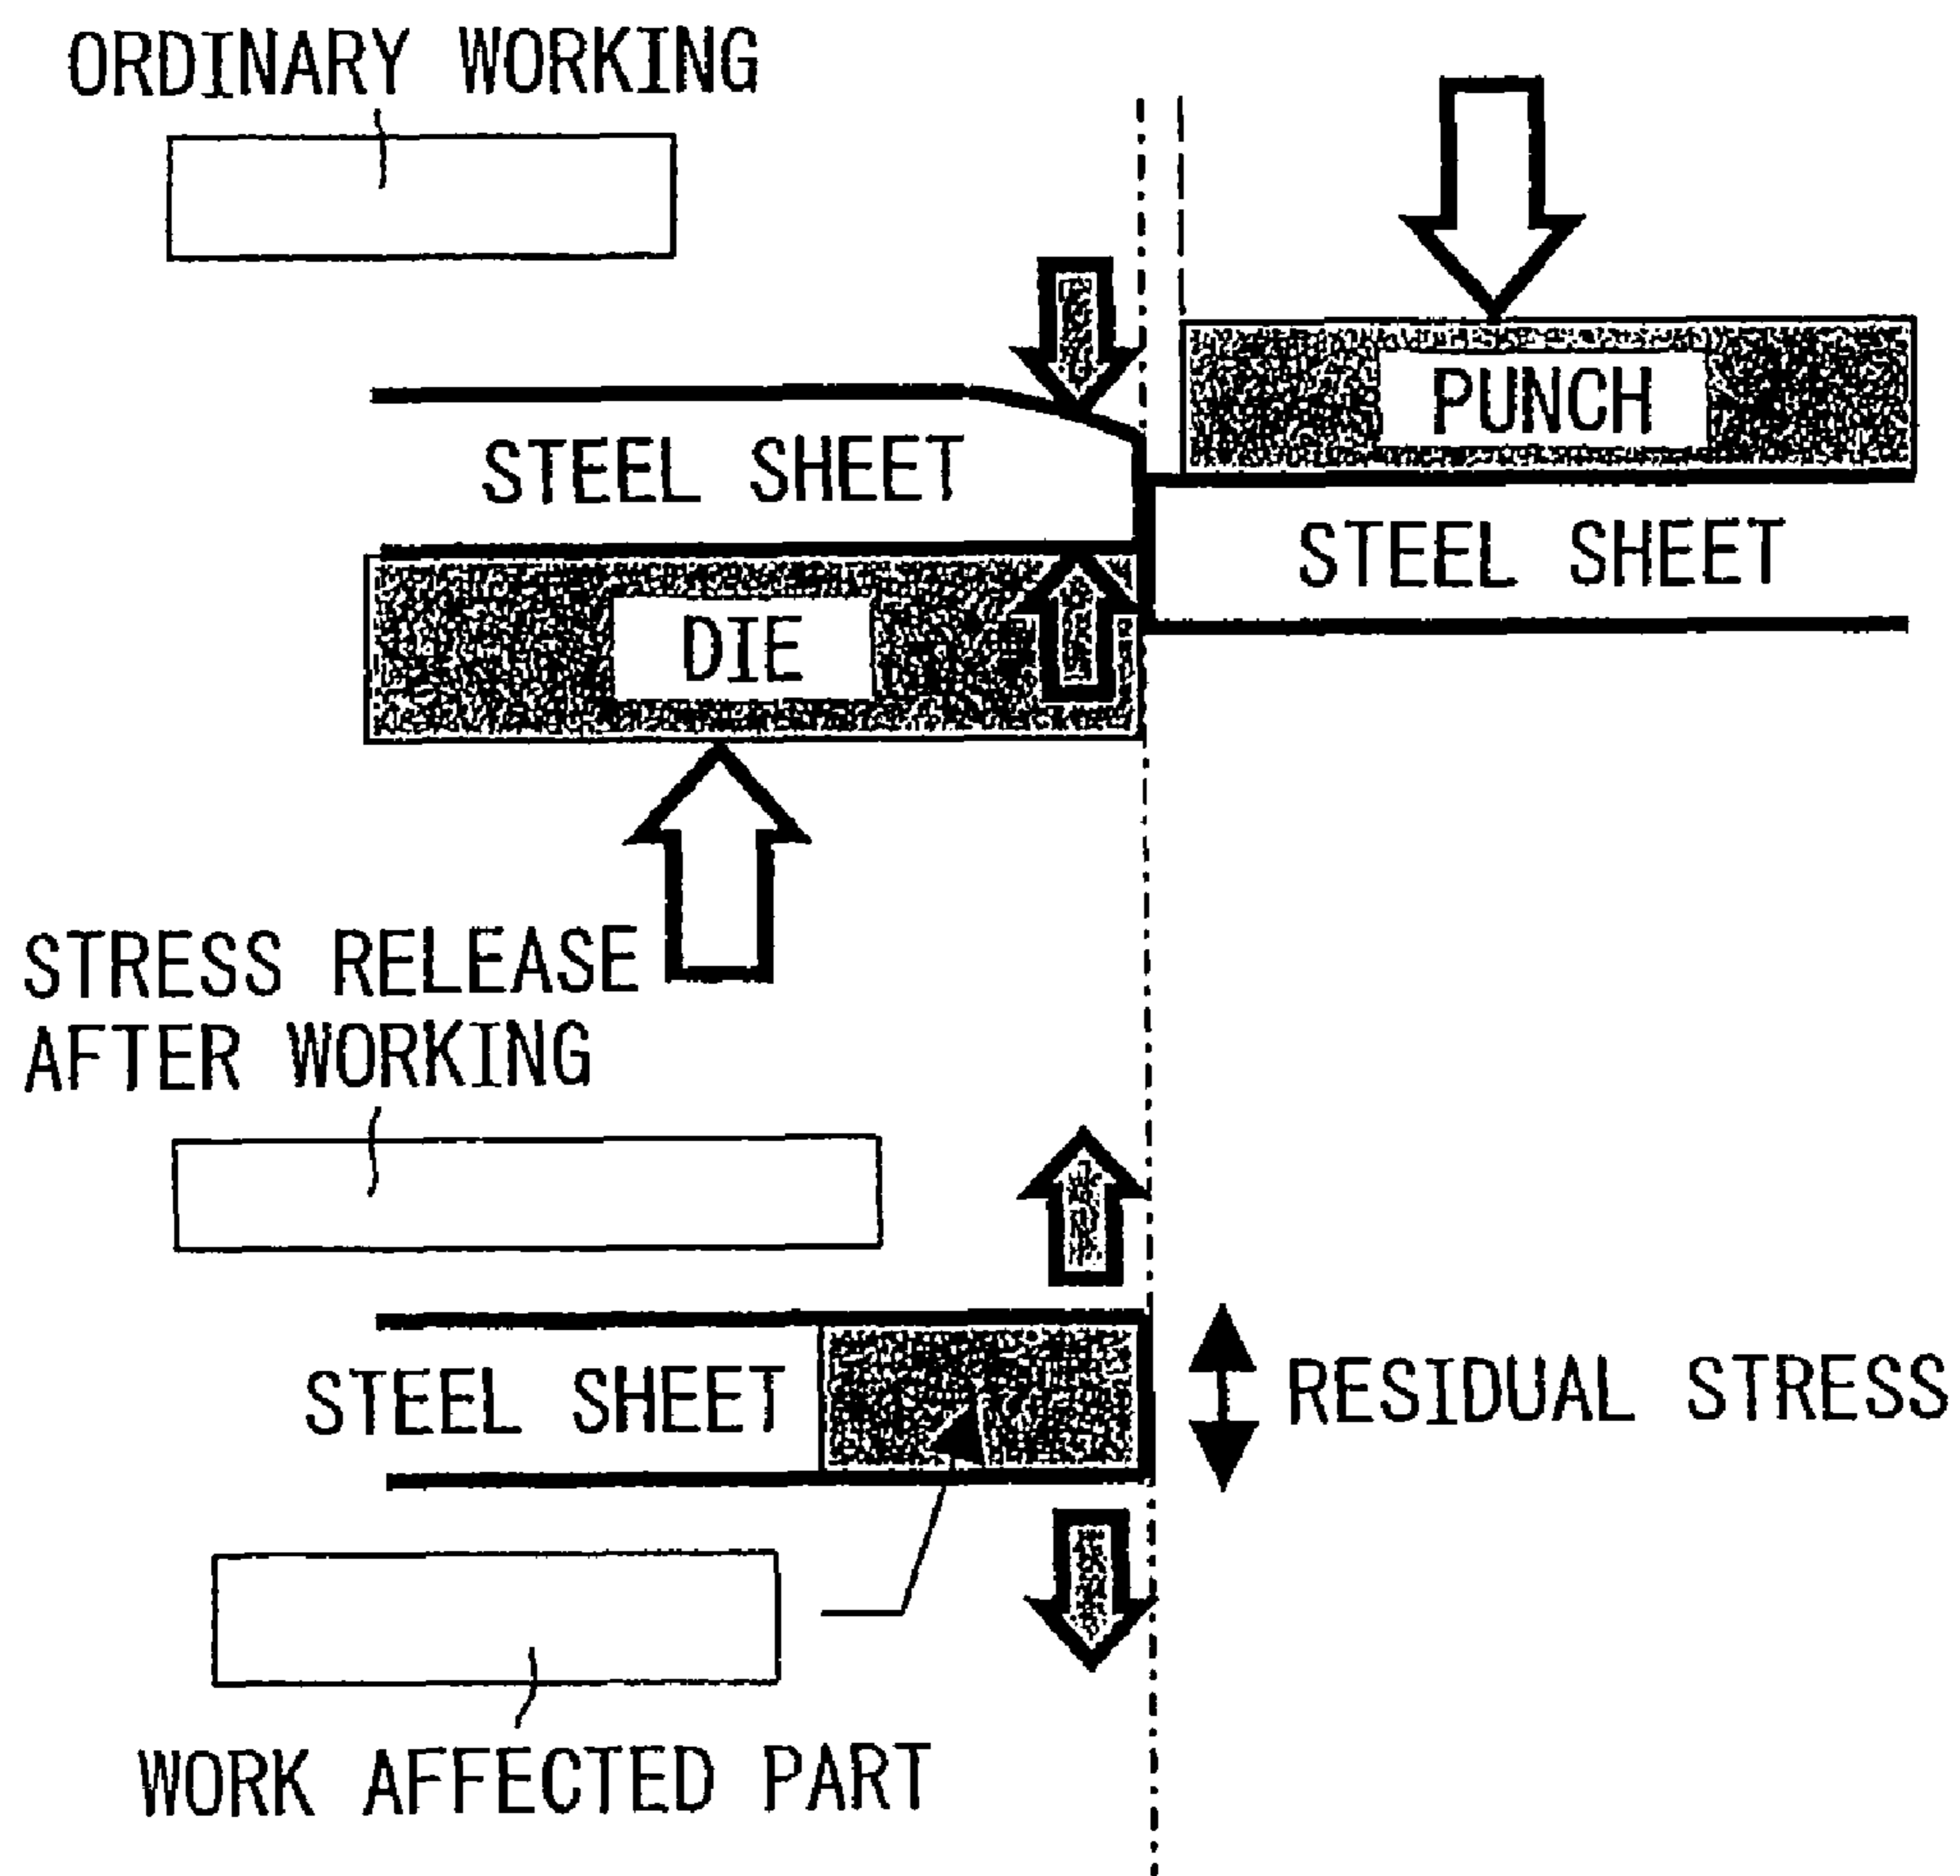 ORDINARY WORKING
PUNCH
STEEL SHEET
STEEL SHEET
DIE
STRESS RELEASE
AFTER WORKING
STEEL SHEET
RESIDUAL STRESS
WORK AFFECTED PART